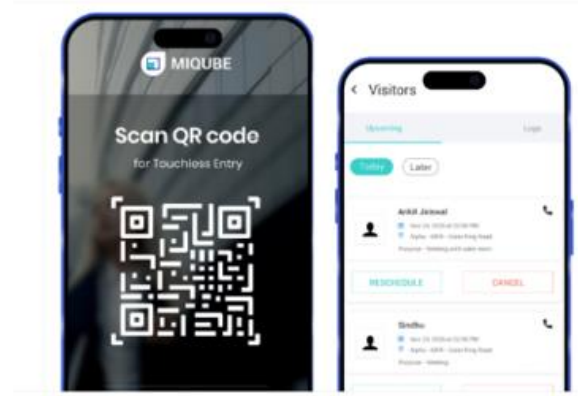 MIQUBE
Scan QR code
for Touchless Entry
Visitors
Upcoming
Logs
Today
Later
Ankit Jaiswal
Purpose - Meeting with sales team
RESCHEDULE
CANCEL
Sindhu
Purpose - Meeting